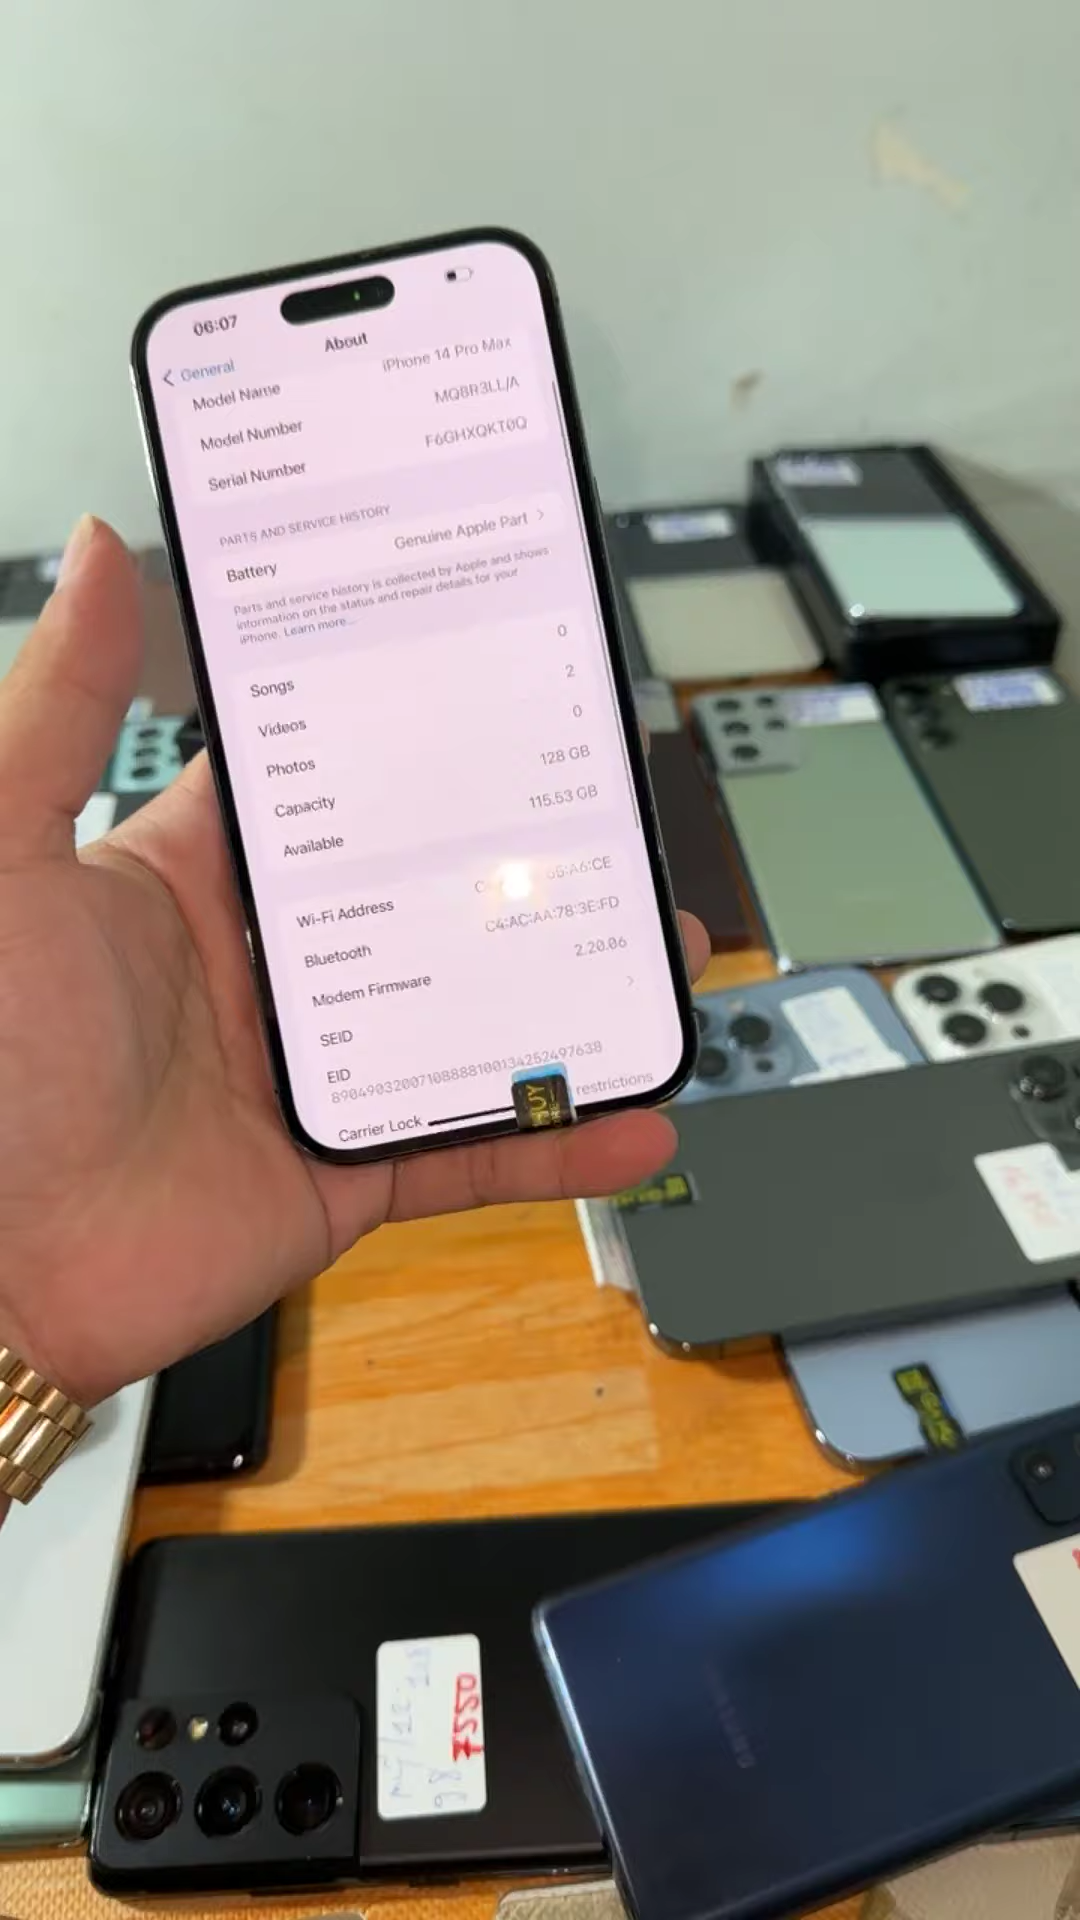 06:07
About
General
Model Name iPhone 14 Pro Max
Model Number MQ8R3LL/A
Serial Number F6GHXQKT0Q
PARTS AND SERVICE HISTORY
Battery Genuine Apple Part
Parts and service history is collected by Apple and shows
information on the status and repair details for your
iPhone. Learn more...
Songs 0
Videos 2
Photos 0
Capacity 128 GB
Available 115.53 GB
Wi-Fi Address A6:CE
Bluetooth C4:AC:AA:78:3E:FD
Modem Firmware 2.20.06
SEID
EID
89049032007108888100134252497638
Carrier Lock restrictions
HUY
7550
98
SAMSUNG